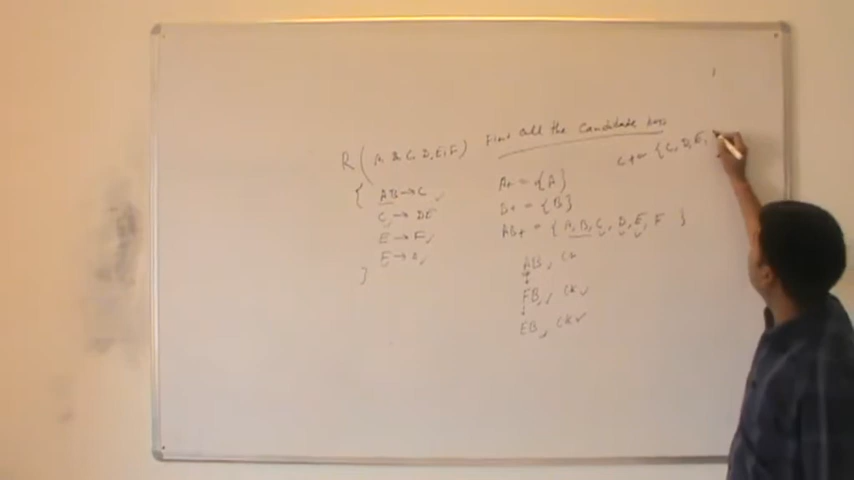 Find all the candidate keys
R ( A, B, C, D, E, F )
C+ = { C, D, E,
{ AB → C ✓
A+ = { A }
C → DE
B+ = { B }
E → F ✓
AB+ = { A, B, C, D, E, F }
F → A ✓
}
AB, CK
FB, CK ✓
EB, CK ✓